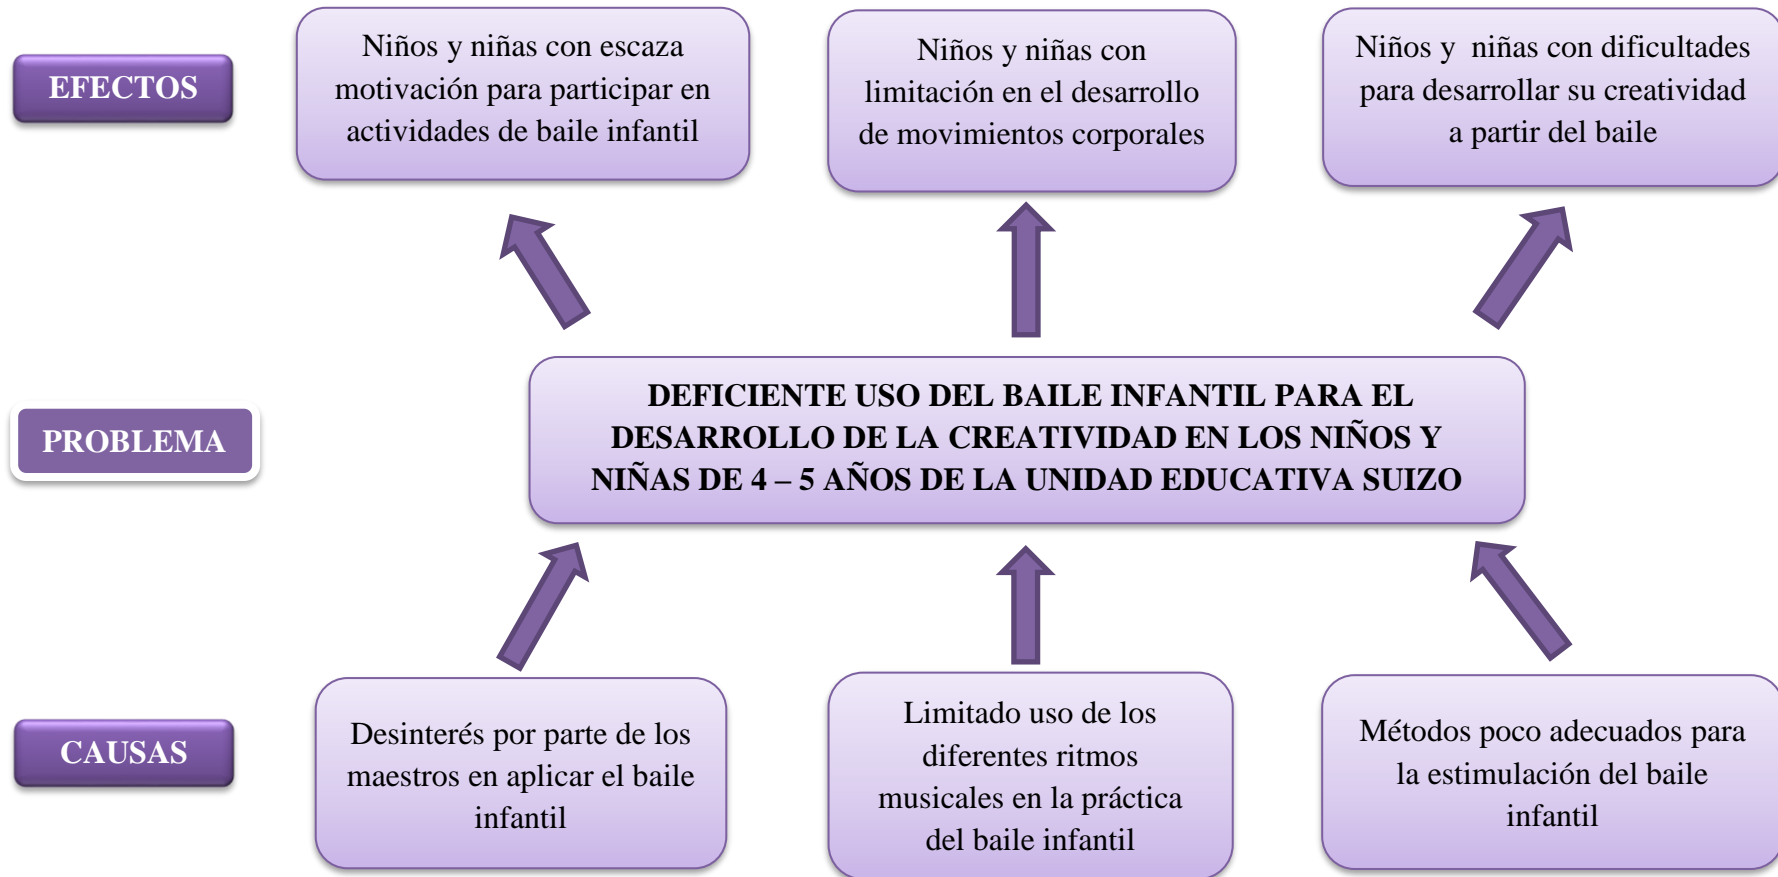 EFECTOS
Niños y niñas con escaza
motivación para participar en
actividades de baile infantil
Niños y niñas con
limitación en el desarrollo
de movimientos corporales
Niños y niñas con dificultades
para desarrollar su creatividad
a partir del baile
PROBLEMA
DEFICIENTE USO DEL BAILE INFANTIL PARA EL
DESARROLLO DE LA CREATIVIDAD EN LOS NIÑOS Y
NIÑAS DE 4 – 5 AÑOS DE LA UNIDAD EDUCATIVA SUIZO
CAUSAS
Desinterés por parte de los
maestros en aplicar el baile
infantil
Limitado uso de los
diferentes ritmos
musicales en la práctica
del baile infantil
Métodos poco adecuados para
la estimulación del baile
infantil